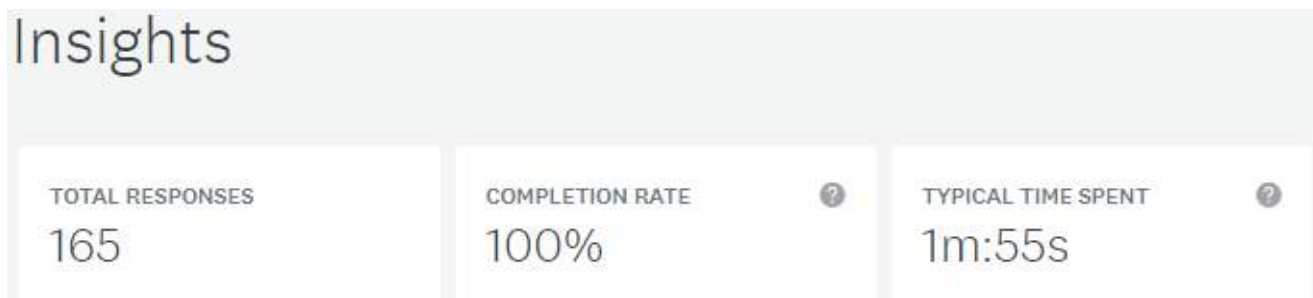 Insights
TOTAL RESPONSES
165
COMPLETION RATE
100%
TYPICAL TIME SPENT
1m:55s